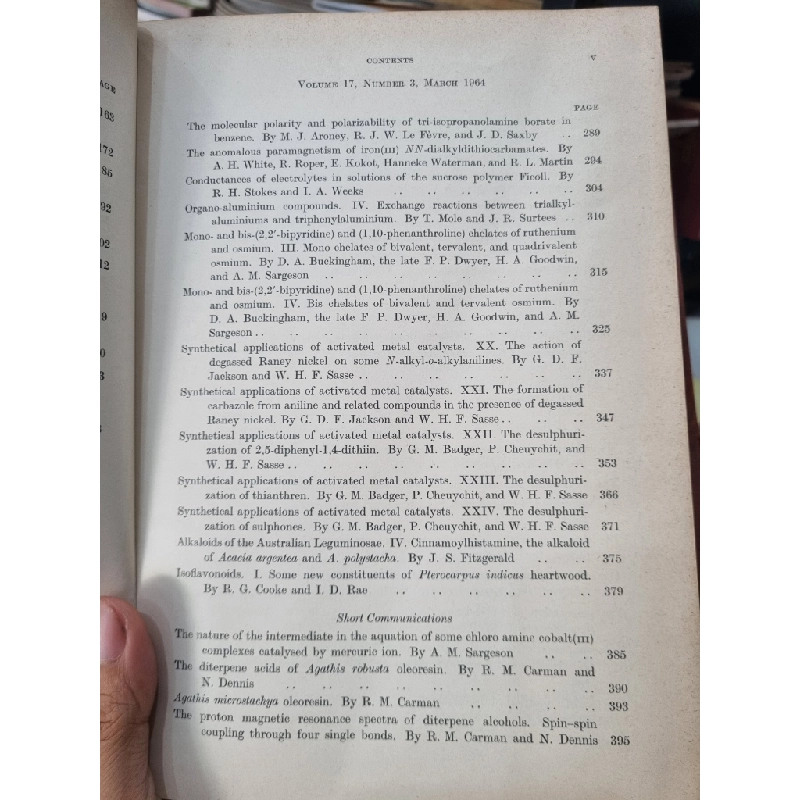 AGE
162
172
85
92
02
12
9
0
3
CONTENTS v
VOLUME 17, NUMBER 3, MARCH 1964
PAGE
The molecular polarity and polarizability of tri-isopropanolamine borate in
benzene. By M. J. Aroney, R. J. W. Le Fèvre, and J. D. Saxby .. 289
The anomalous paramagnetism of iron(III) NN-dialkyldithiocarbamates. By
A. H. White, R. Roper, E. Kokot, Hanneke Waterman, and R. L. Martin 294
Conductances of electrolytes in solutions of the sucrose polymer Ficoll. By
R. H. Stokes and I. A. Weeks .. .. .. .. .. .. 304
Organo-aluminium compounds. IV. Exchange reactions between trialkyl-
aluminiums and triphenylaluminium. By T. Mole and J. R. Surtees .. 310
Mono- and bis-(2,2′-bipyridine) and (1,10-phenanthroline) chelates of ruthenium
and osmium. III. Mono chelates of bivalent, tervalent, and quadrivalent
osmium. By D. A. Buckingham, the late F. P. Dwyer, H. A. Goodwin,
and A. M. Sargeson .. .. .. .. .. .. .. 315
Mono- and bis-(2,2′-bipyridine) and (1,10-phenanthroline) chelates of ruthenium
and osmium. IV. Bis chelates of bivalent and tervalent osmium. By
D. A. Buckingham, the late F. P. Dwyer, H. A. Goodwin, and A. M.
Sargeson .. .. .. .. .. .. .. .. .. 325
Synthetical applications of activated metal catalysts. XX. The action of
degassed Raney nickel on some N-alkyl-o-alkylanilines. By G. D. F.
Jackson and W. H. F. Sasse .. .. .. .. .. .. 337
Synthetical applications of activated metal catalysts. XXI. The formation of
carbazole from aniline and related compounds in the presence of degassed
Raney nickel. By G. D. F. Jackson and W. H. F. Sasse .. .. .. 347
Synthetical applications of activated metal catalysts. XXII. The desulphuri-
zation of 2,5-diphenyl-1,4-dithiin. By G. M. Badger, P. Cheuychit, and
W. H. F. Sasse .. .. .. .. .. .. .. .. 353
Synthetical applications of activated metal catalysts. XXIII. The desulphuri-
zation of thianthren. By G. M. Badger, P. Cheuychit, and W. H. F. Sasse 366
Synthetical applications of activated metal catalysts. XXIV. The desulphuri-
zation of sulphones. By G. M. Badger, P. Cheuychit, and W. H. F. Sasse 371
Alkaloids of the Australian Leguminosae. IV. Cinnamoylhistamine, the alkaloid
of Acacia argentea and A. polystacha. By J. S. Fitzgerald .. .. 375
Isoflavonoids. I. Some new constituents of Pterocarpus indicus heartwood.
By R. G. Cooke and I. D. Rae .. .. .. .. .. .. 379
Short Communications
The nature of the intermediate in the aquation of some chloro amine cobalt(III)
complexes catalysed by mercuric ion. By A. M. Sargeson .. .. 385
The diterpene acids of Agathis robusta oleoresin. By R. M. Carman and
N. Dennis .. .. .. .. .. .. .. .. .. 390
Agathis microstachya oleoresin. By R. M. Carman .. .. .. .. 393
The proton magnetic resonance spectra of diterpene alcohols. Spin–spin
coupling through four single bonds. By R. M. Carman and N. Dennis 395